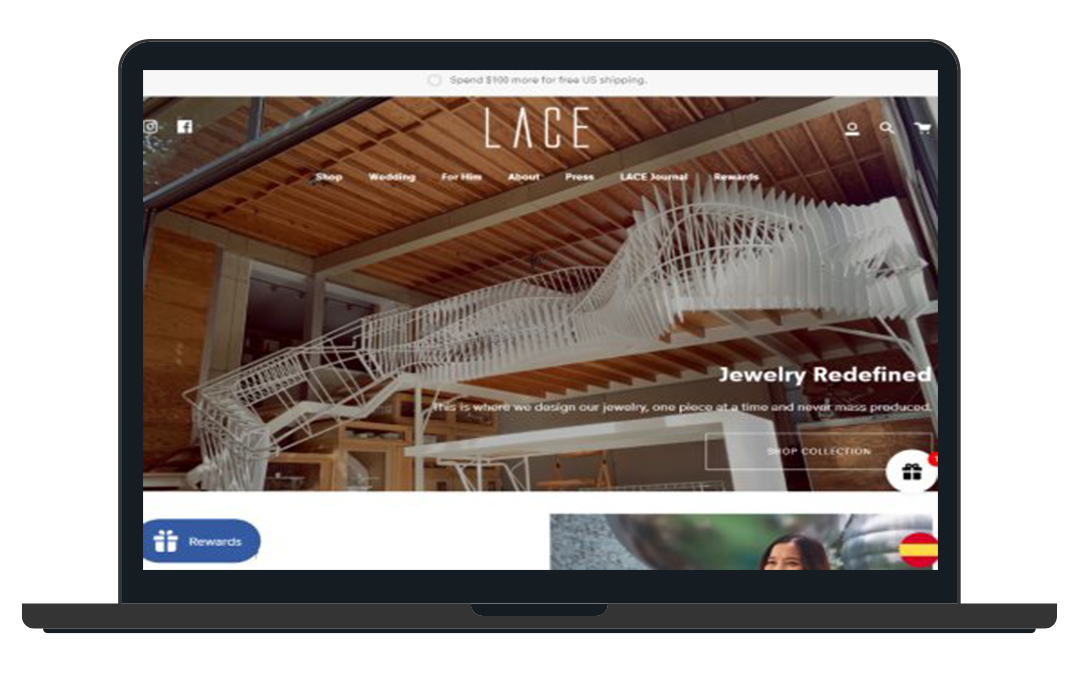 Spend $100 more for free US shipping.
LACE
Shop Wedding For Him About Press LACE Journal Rewards
Jewelry Redefined
This is where we design our jewelry, one piece at a time and never mass produced.
SHOP COLLECTION
1
Rewards